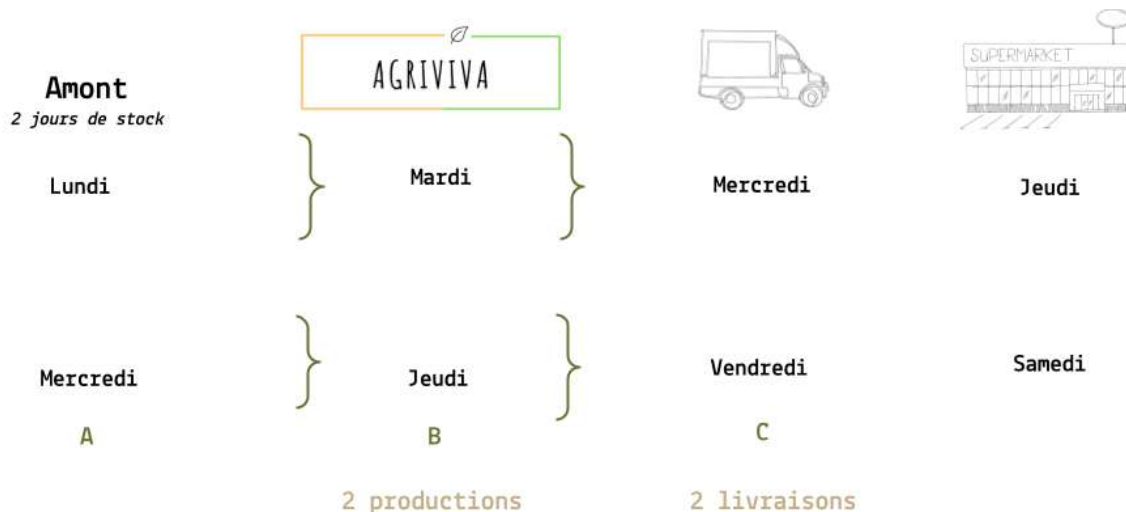 AGRIVIVA
SUPERMARKET
Amont
2 jours de stock
Lundi
Mardi
Mercredi
Jeudi
Mercredi
Jeudi
Vendredi
Samedi
A
B
C
2 productions
2 livraisons